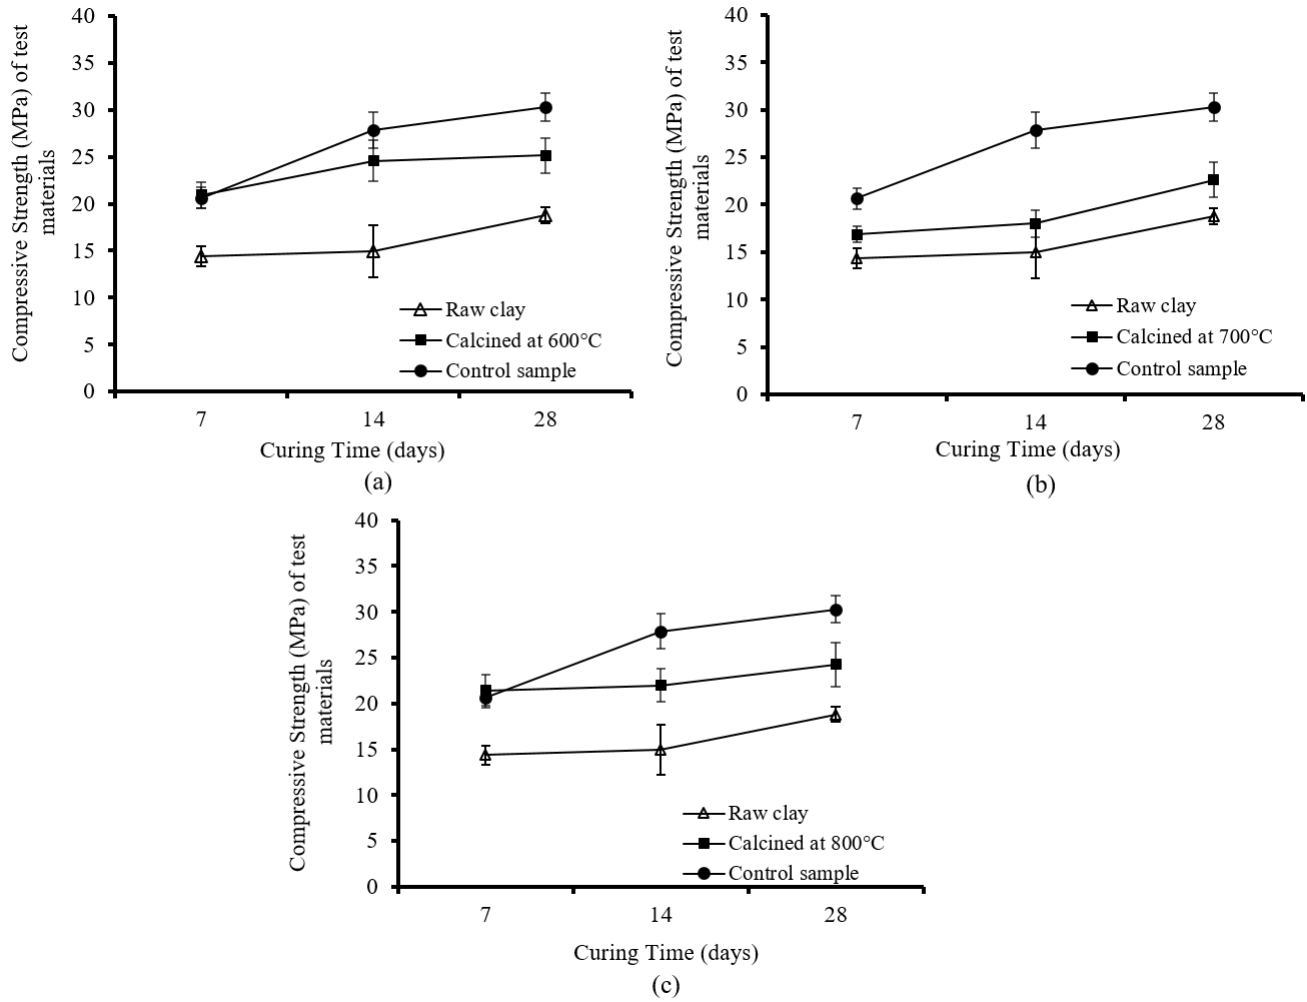 Compressive Strength (MPa) of test
materials
40
35
30
25
20
15
10
5
0
Raw clay
Calcined at 600°C
Control sample
7 14 28
Curing Time (days)
(a)
Compressive Strength (MPa) of test
materials
40
35
30
25
20
15
10
5
0
Raw clay
Calcined at 700°C
Control sample
7 14 28
Curing Time (days)
(b)
Compressive Strength (MPa) of test
materials
40
35
30
25
20
15
10
5
0
Raw clay
Calcined at 800°C
Control sample
7 14 28
Curing Time (days)
(c)